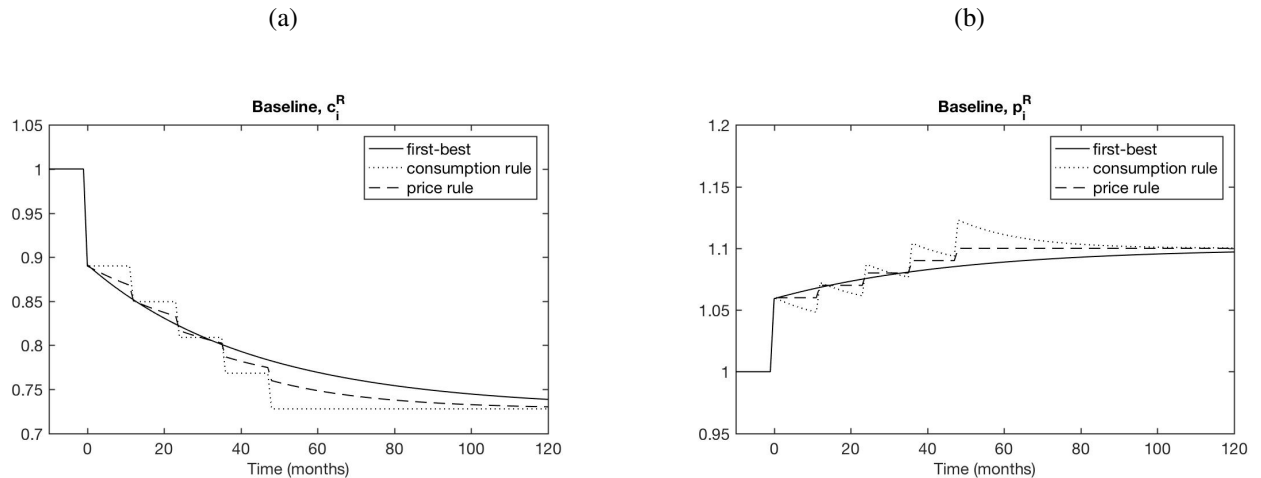 (a)
Baseline, c_i^R
1.05
1
0.95
0.9
0.85
0.8
0.75
0.7
first-best
consumption rule
price rule
0 20 40 60 80 100 120
Time (months)
(b)
Baseline, p_i^R
1.2
1.15
1.1
1.05
1
0.95
first-best
consumption rule
price rule
0 20 40 60 80 100 120
Time (months)